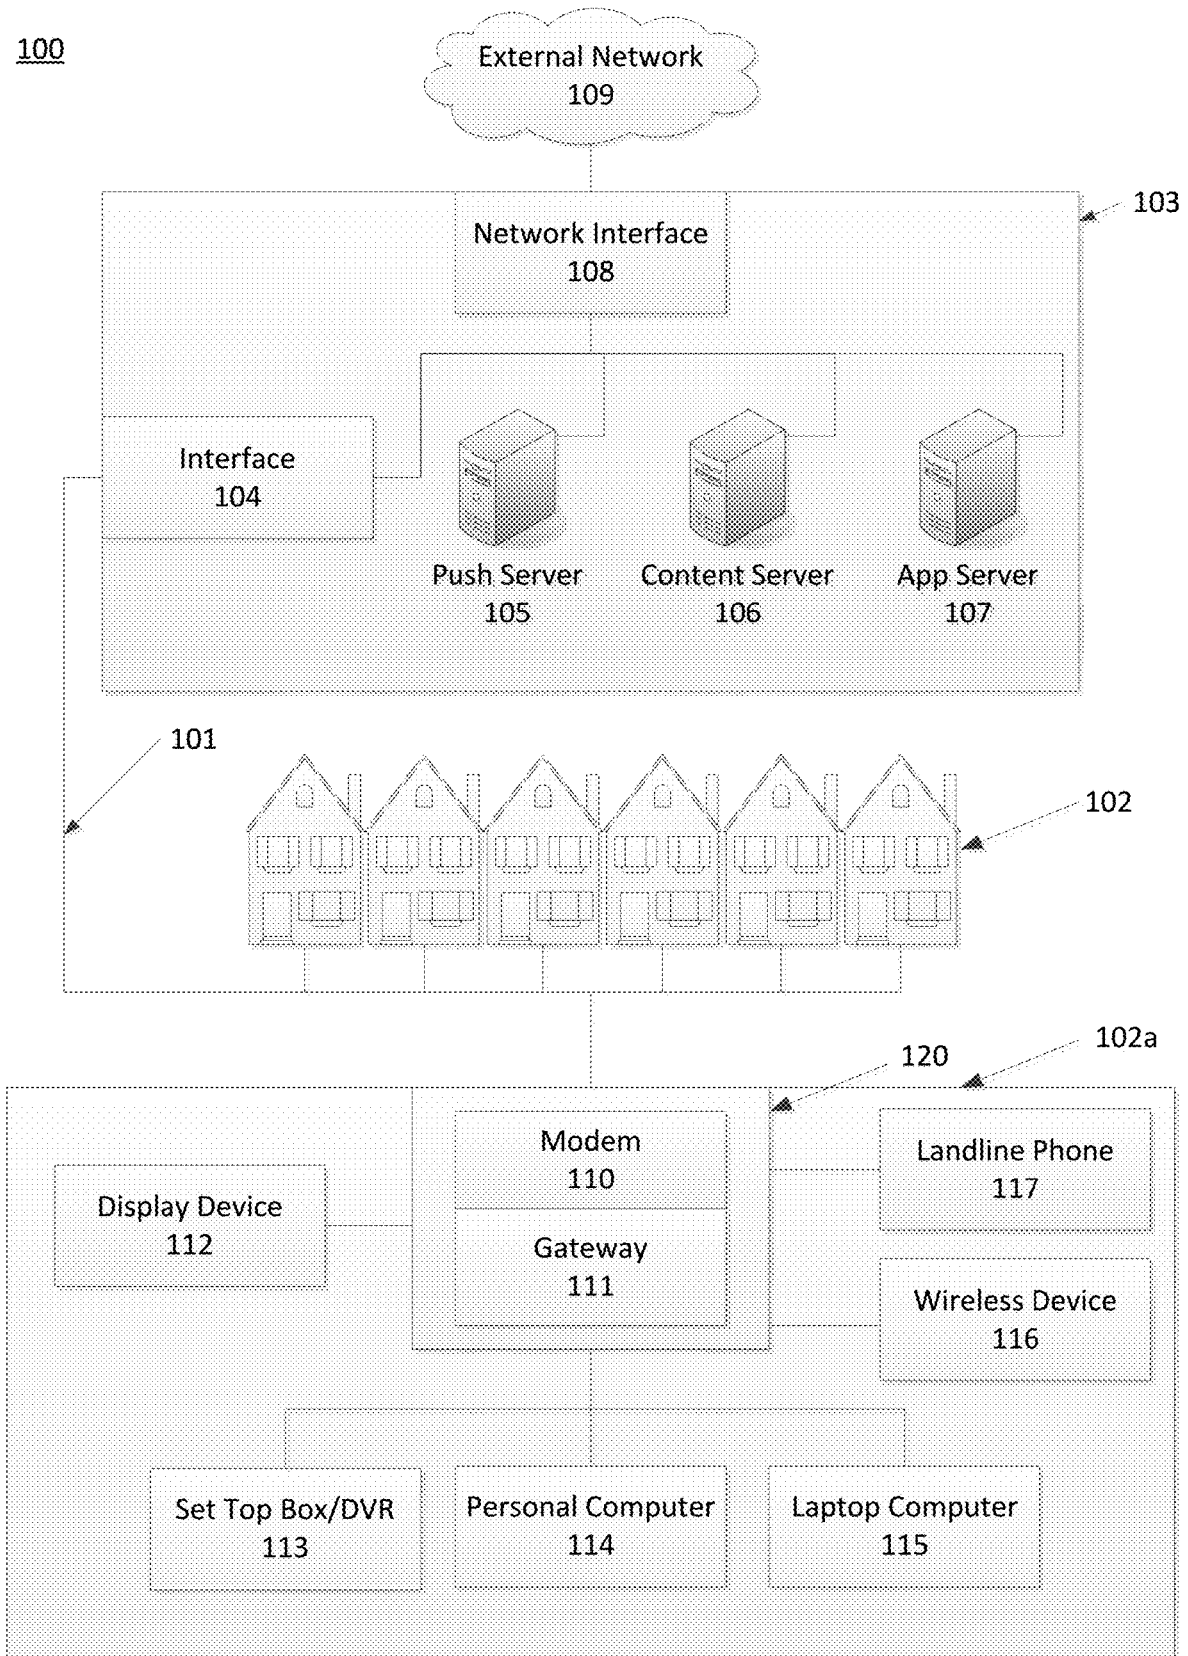 100
External Network
109
103
Network Interface
108
Interface
104
Push Server
105
Content Server
106
App Server
107
101
102
102a
120
Modem
110
Landline Phone
117
Display Device
112
Gateway
111
Wireless Device
116
Set Top Box/DVR
113
Personal Computer
114
Laptop Computer
115